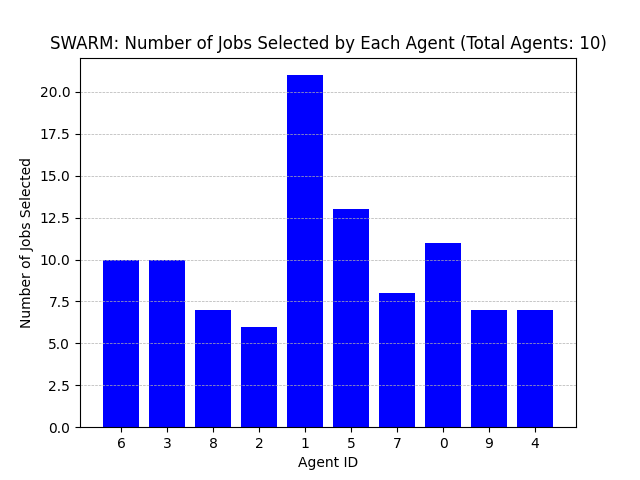 SWARM: Number of Jobs Selected by Each Agent (Total Agents: 10)
Number of Jobs Selected
20.0
17.5
15.0
12.5
10.0
7.5
5.0
2.5
0.0
6 3 8 2 1 5 7 0 9 4
Agent ID